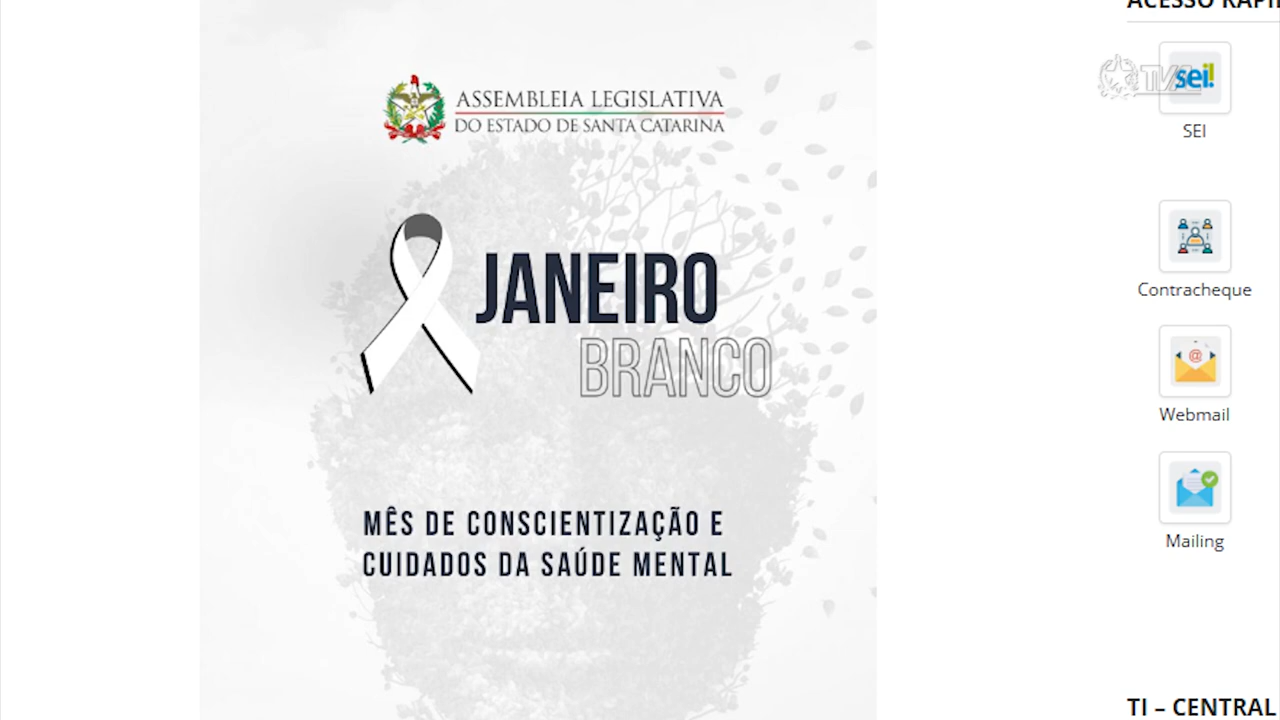 ACESSO RÁPI
ASSEMBLEIA LEGISLATIVA
DO ESTADO DE SANTA CATARINA
JANEIRO
BRANCO
MÊS DE CONSCIENTIZAÇÃO E
CUIDADOS DA SAÚDE MENTAL
TVAL
sei!
SEI
Contracheque
@
Webmail
Mailing
TI – CENTRAL